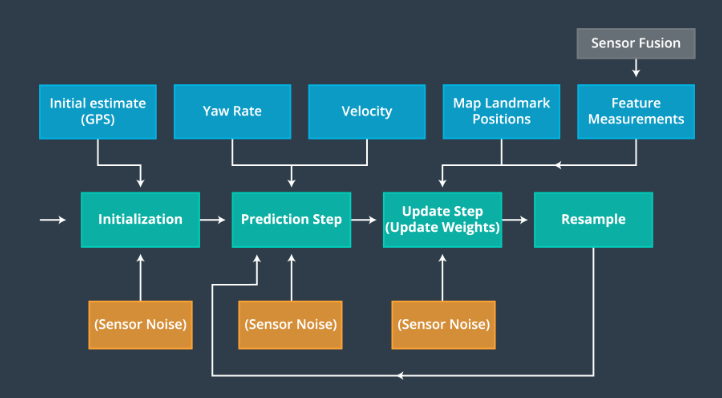 Sensor Fusion
Initial estimate
(GPS)
Yaw Rate
Velocity
Map Landmark
Positions
Feature
Measurements
Initialization
Prediction Step
Update Step
(Update Weights)
Resample
(Sensor Noise)
(Sensor Noise)
(Sensor Noise)